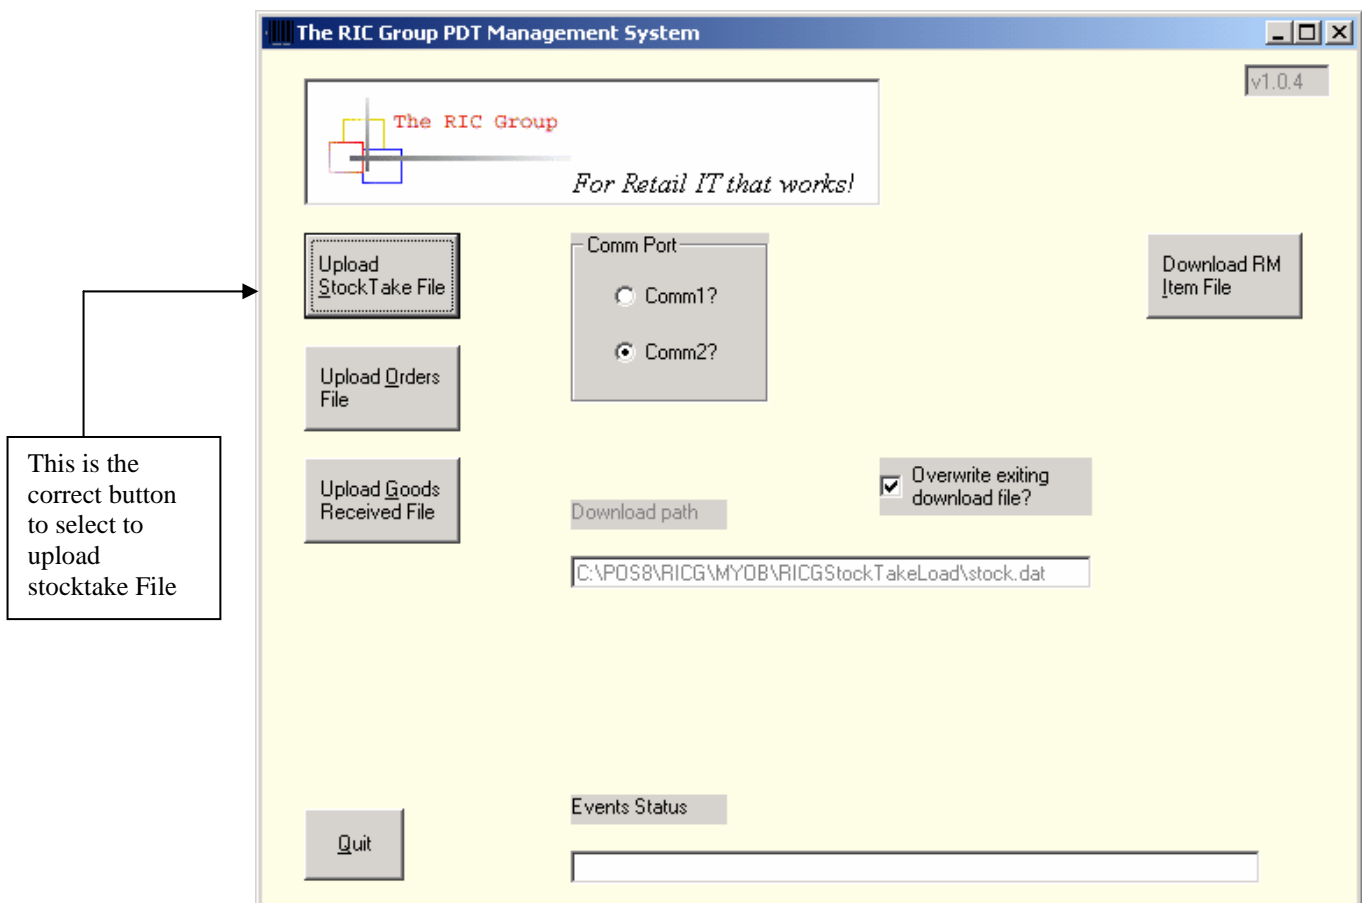 The RIC Group PDT Management System
v1.0.4
The RIC Group
For Retail IT that works!
Upload
StockTake File
Comm Port
Comm1?
Comm2?
Download RM
Item File
Upload Orders
File
This is the
correct button
to select to
upload
stocktake File
Upload Goods
Received File
Download path
Overwrite exiting
download file?
C:\POS8\RICG\MYOB\RICGStockTakeLoad\stock.dat
Events Status
Quit